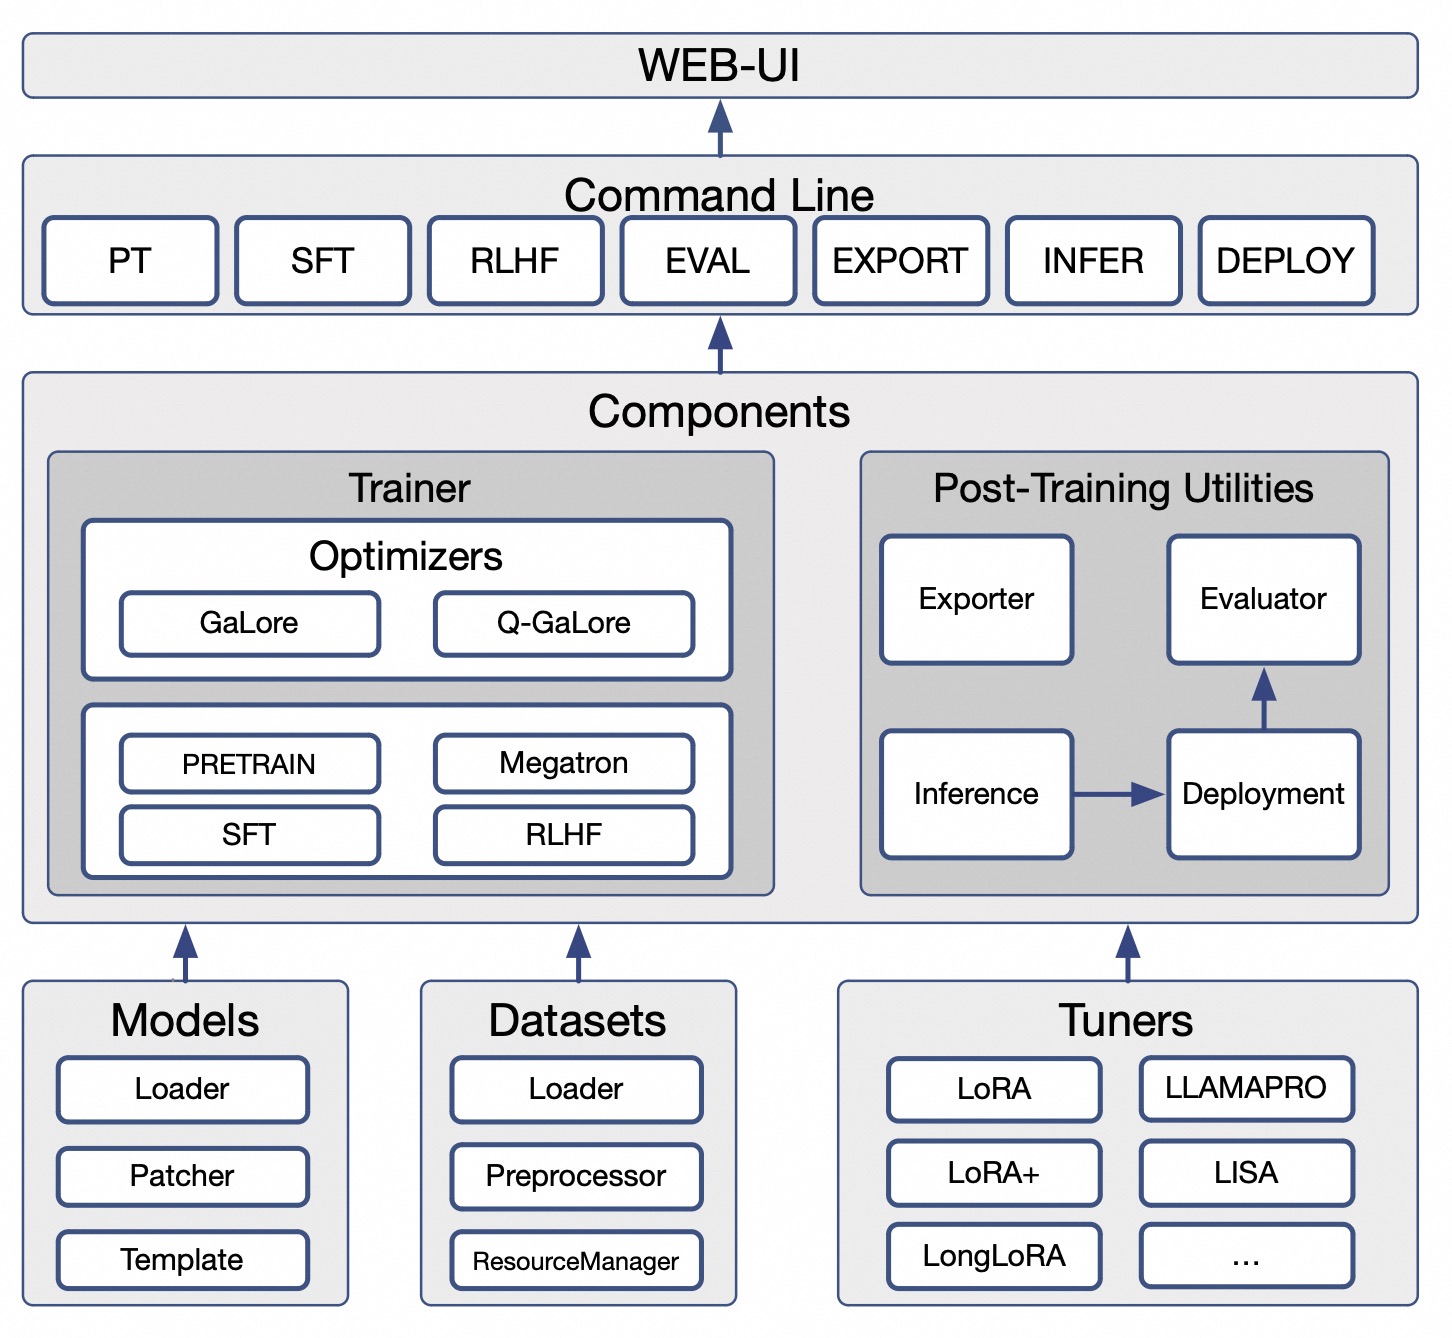 WEB-UI
Command Line
PT
SFT
RLHF
EVAL
EXPORT
INFER
DEPLOY
Components
Trainer
Optimizers
GaLore
Q-GaLore
PRETRAIN
Megatron
SFT
RLHF
Post-Training Utilities
Exporter
Evaluator
Inference
Deployment
Models
Loader
Patcher
Template
Datasets
Loader
Preprocessor
ResourceManager
Tuners
LoRA
LLAMAPRO
LoRA+
LISA
LongLoRA
...